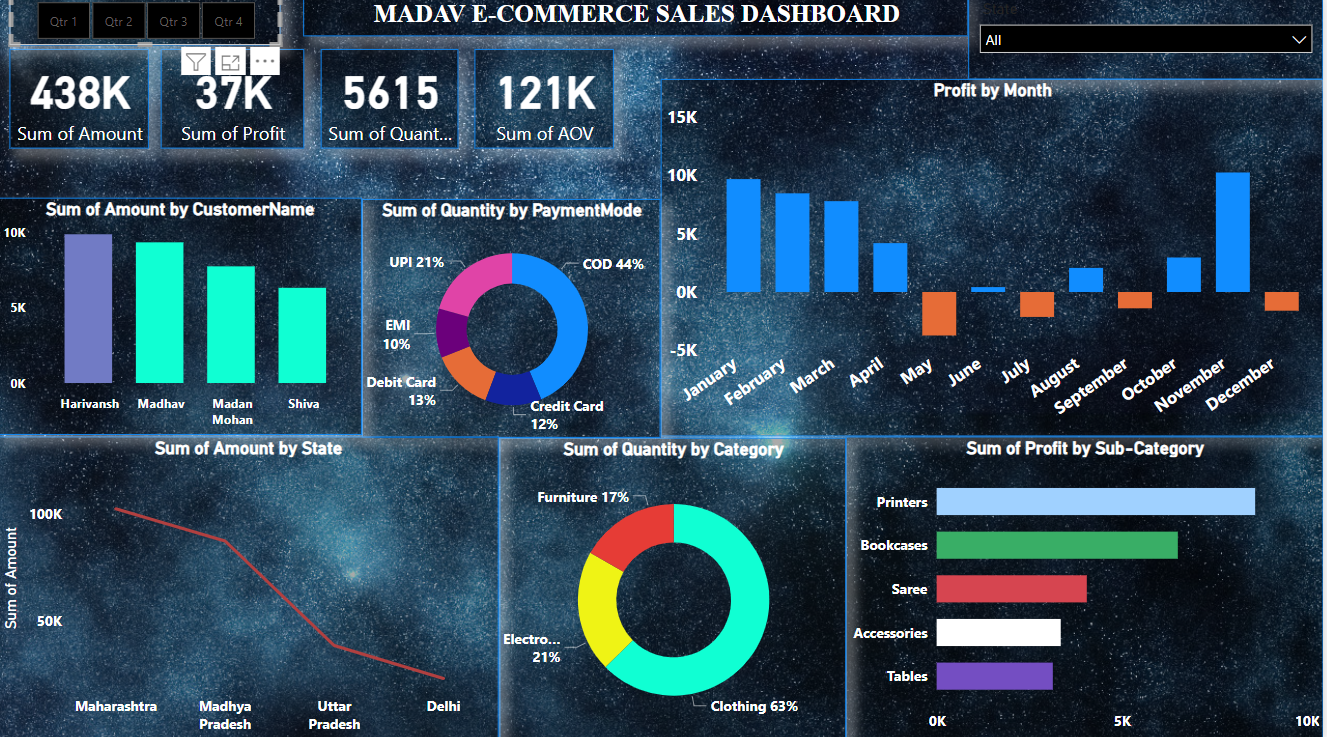 Qtr 1
Qtr 2
Qtr 3
Qtr 4
MADAV E-COMMERCE SALES DASHBOARD
State
All
438K
Sum of Amount
37K
Sum of Profit
5615
Sum of Quant...
121K
Sum of AOV
Profit by Month
15K
10K
5K
0K
-5K
January
February
March
April
May
June
July
August
September
October
November
December
Sum of Amount by CustomerName
10K
5K
0K
Harivansh
Madhav
Madan
Mohan
Shiva
Sum of Quantity by PaymentMode
UPI 21%
COD 44%
EMI
10%
Debit Card
13%
Credit Card
12%
Sum of Amount by State
Sum of Amount
100K
50K
Maharashtra
Madhya
Pradesh
Uttar
Pradesh
Delhi
Sum of Quantity by Category
Furniture 17%
Electro...
21%
Clothing 63%
Sum of Profit by Sub-Category
Printers
Bookcases
Saree
Accessories
Tables
0K
5K
10K